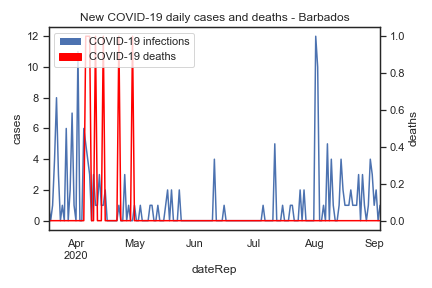 New COVID-19 daily cases and deaths - Barbados
COVID-19 infections
COVID-19 deaths
12
10
8
6
4
2
0
cases
1.0
0.8
0.6
0.4
0.2
0.0
deaths
Apr
2020
May
Jun
Jul
Aug
Sep
dateRep